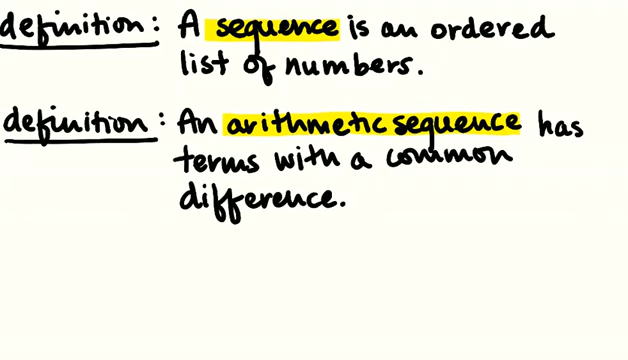 definition: A sequence is an ordered
list of numbers.
definition: An arithmetic sequence has
terms with a common
difference.